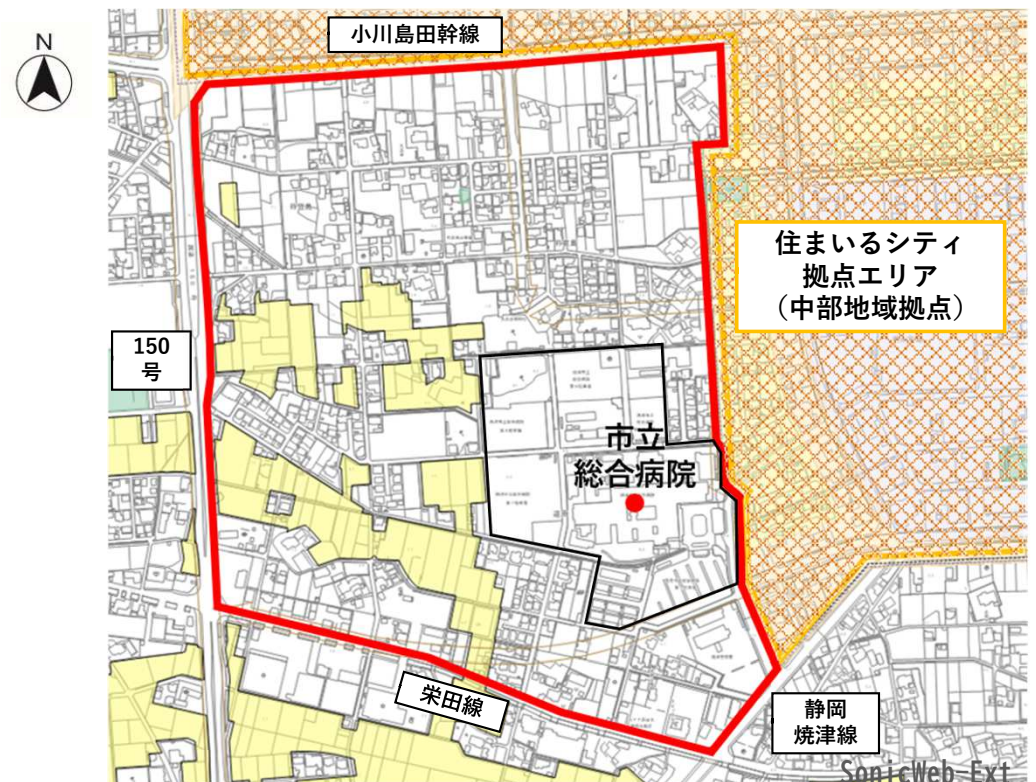 小川島田幹線
N
住まいるシティ
拠点エリア
（中部地域拠点）
150
号
市立
総合病院
栄田線
静岡
焼津線
SonicWeb-Ext